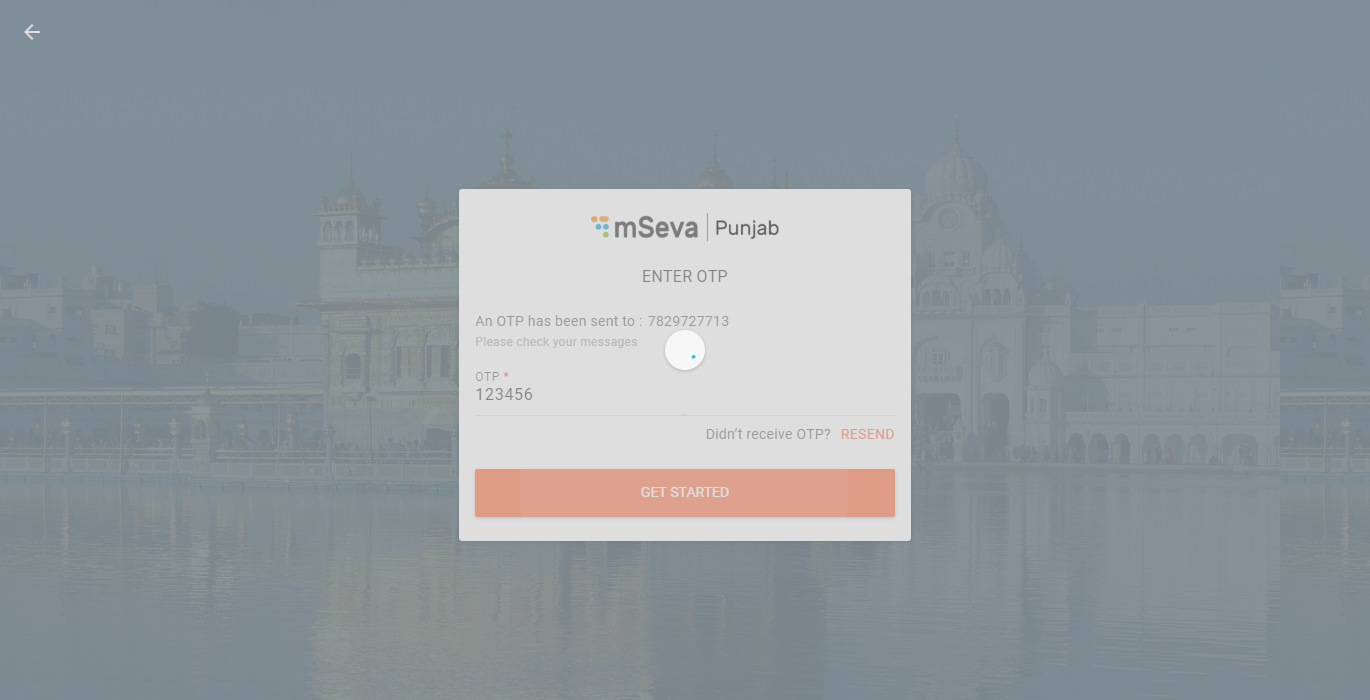 mSeva | Punjab
ENTER OTP
An OTP has been sent to : 7829727713
Please check your messages
OTP *
123456
Didn't receive OTP? RESEND
GET STARTED